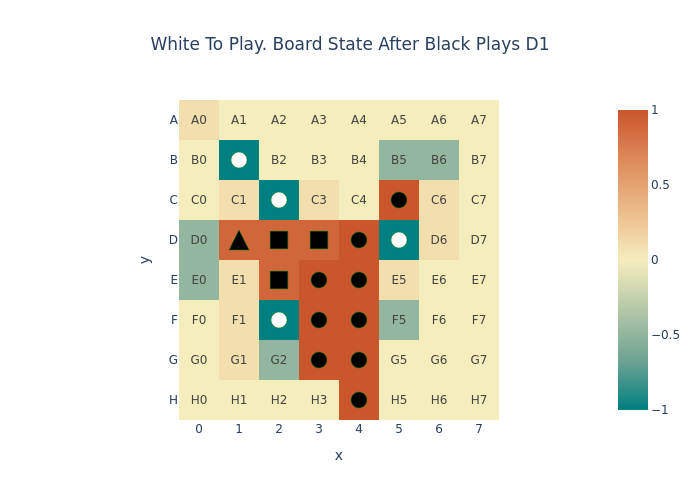 White To Play. Board State After Black Plays D1
A A0 A1 A2 A3 A4 A5 A6 A7
B B0 B2 B3 B4 B5 B6 B7
C C0 C1 C3 C4 C6 C7
D D0 D6 D7
E E0 E1 E5 E6 E7
F F0 F1 F5 F6 F7
G G0 G1 G2 G5 G6 G7
H H0 H1 H2 H3 H5 H6 H7
0 1 2 3 4 5 6 7
x
y
1
0.5
0
−0.5
−1